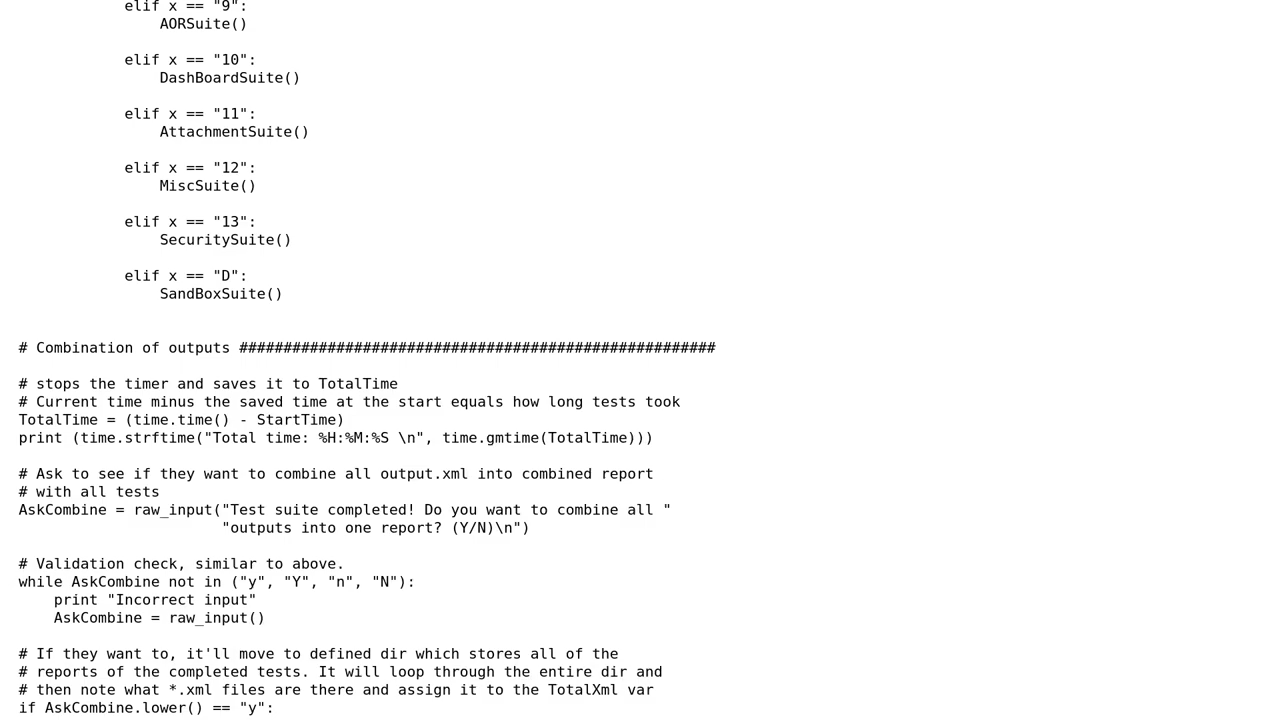 elif x == "9":
                AORSuite()

            elif x == "10":
                DashBoardSuite()

            elif x == "11":
                AttachmentSuite()

            elif x == "12":
                MiscSuite()

            elif x == "13":
                SecuritySuite()

            elif x == "D":
                SandBoxSuite()


# Combination of outputs ######################################################

# stops the timer and saves it to TotalTime
# Current time minus the saved time at the start equals how long tests took
TotalTime = (time.time() - StartTime)
print (time.strftime("Total time: %H:%M:%S \n", time.gmtime(TotalTime)))

# Ask to see if they want to combine all output.xml into combined report
# with all tests
AskCombine = raw_input("Test suite completed! Do you want to combine all "
                       "outputs into one report? (Y/N)\n")

# Validation check, similar to above.
while AskCombine not in ("y", "Y", "n", "N"):
    print "Incorrect input"
    AskCombine = raw_input()

# If they want to, it'll move to defined dir which stores all of the
# reports of the completed tests. It will loop through the entire dir and
# then note what *.xml files are there and assign it to the TotalXml var
if AskCombine.lower() == "y":